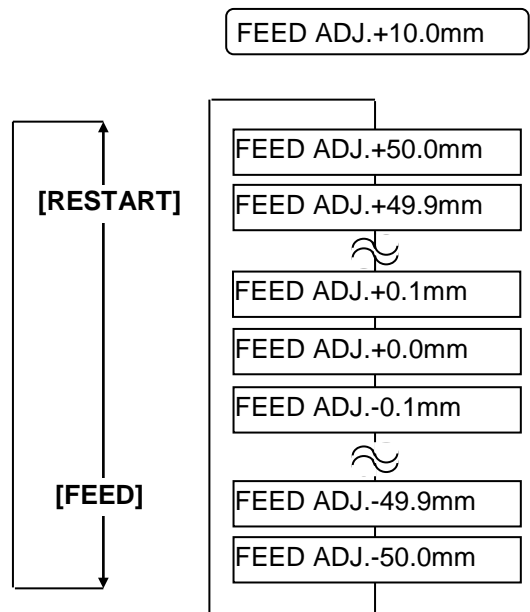 FEED ADJ.+10.0mm
FEED ADJ.+50.0mm
[RESTART]
FEED ADJ.+49.9mm
FEED ADJ.+0.1mm
FEED ADJ.+0.0mm
FEED ADJ.-0.1mm
[FEED]
FEED ADJ.-49.9mm
FEED ADJ.-50.0mm